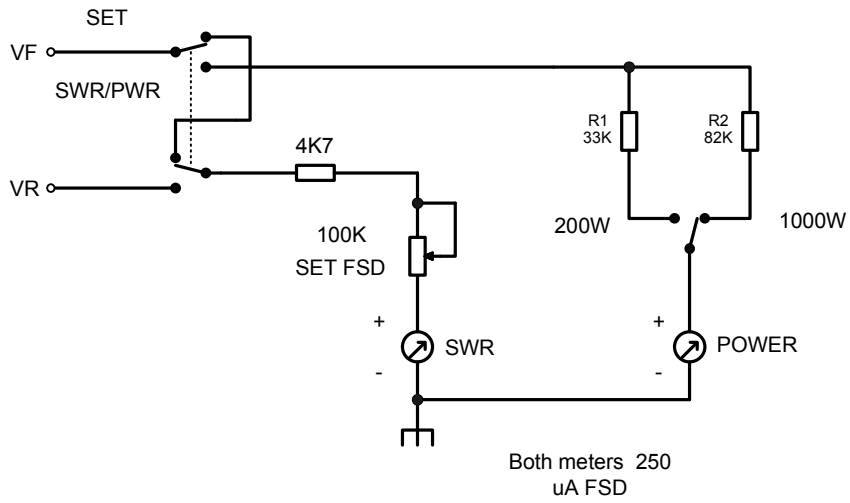 SET
VF
SWR/PWR
VR
4K7
100K
SET FSD
+
SWR
-
R1
33K
R2
82K
200W
1000W
+
POWER
-
Both meters 250
uA FSD